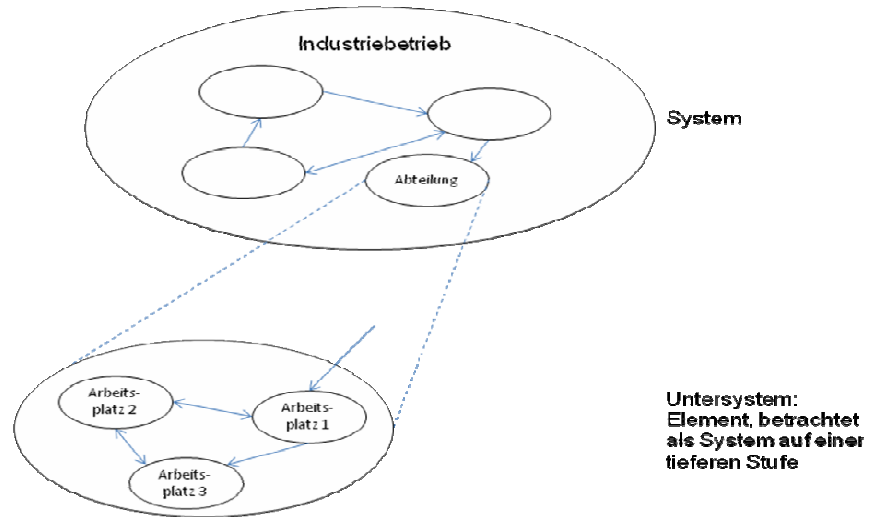 Industriebetrieb
System
Abteilung
Arbeits-
platz 2
Arbeits-
platz 1
Arbeits-
platz 3
Untersystem:
Element, betrachtet
als System auf einer
tieferen Stufe